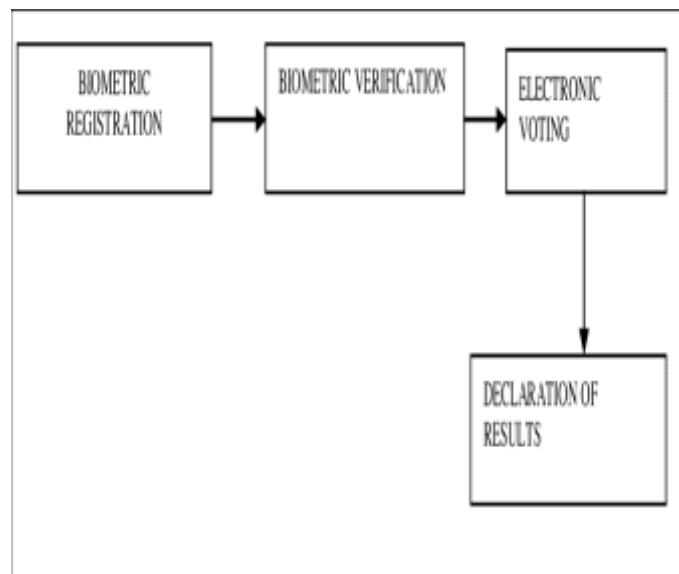 BIOMETRIC
REGISTRATION
BIOMETRIC VERIFICATION
ELECTRONIC
VOTING
DECLARATION OF
RESULTS